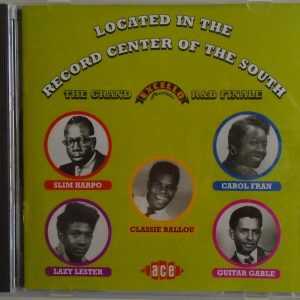 LOCATED IN THE
RECORD CENTER OF THE SOUTH
THE GRAND EXCELLO R&B FINALE
SLIM HARPO
CAROL FRAN
CLASSIE BALLOU
LAZY LESTER
GUITAR GABLE
ace